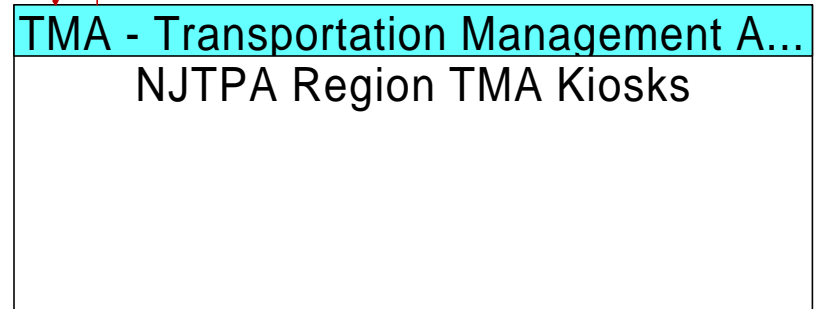 TMA - Transportation Management A...
NJTPA Region TMA Kiosks